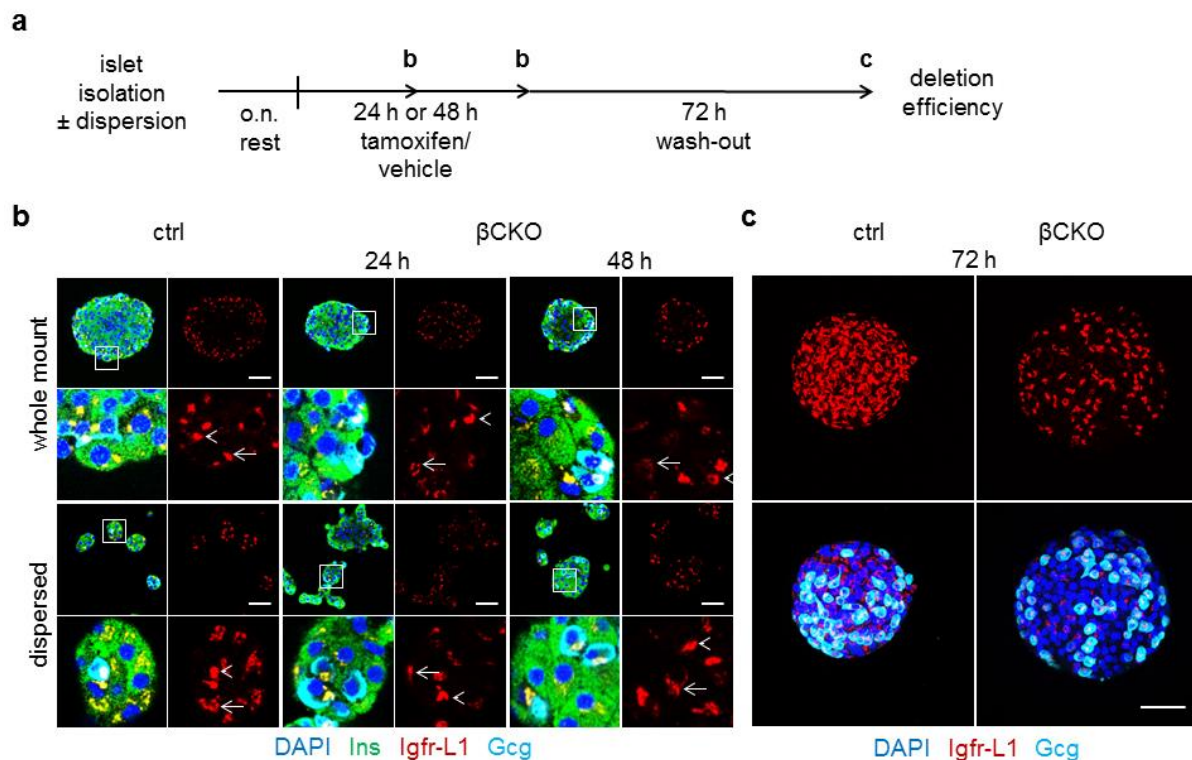 a
islet
isolation
± dispersion
o.n.
rest
b
24 h or 48 h
tamoxifen/
vehicle
b
72 h
wash-out
c
deletion
efficiency
b
ctrl
βCKO
24 h
48 h
whole mount
dispersed
DAPI Ins Igfr-L1 Gcg
c
ctrl
βCKO
72 h
DAPI Igfr-L1 Gcg